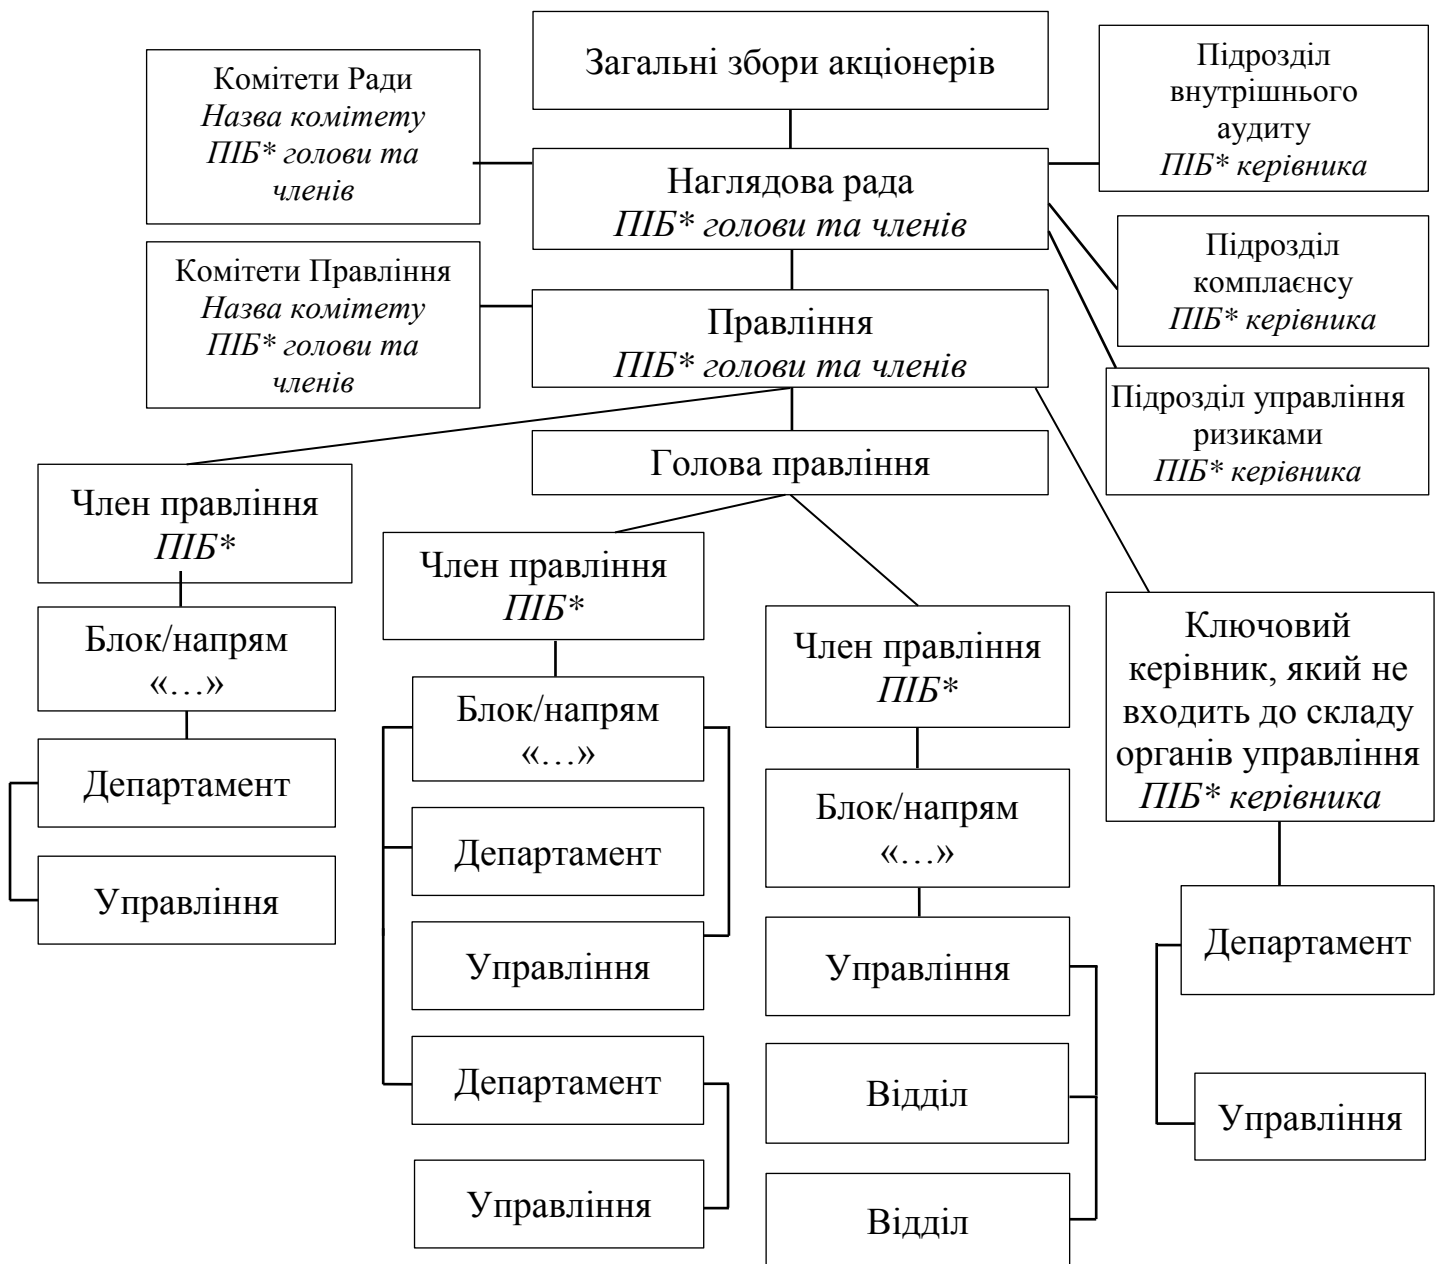 Загальні збори акціонерів
Комітети Ради
Назва комітету
ПІБ* голови та
членів
Підрозділ
внутрішнього
аудиту
ПІБ* керівника
Наглядова рада
ПІБ* голови та членів
Підрозділ
комплаєнсу
ПІБ* керівника
Комітети Правління
Назва комітету
ПІБ* голови та
членів
Правління
ПІБ* голови та членів
Підрозділ управління
ризиками
ПІБ* керівника
Голова правління
Член правління
ПІБ*
Блок/напрям
«…»
Департамент
Управління
Член правління
ПІБ*
Блок/напрям
«…»
Департамент
Управління
Департамент
Управління
Член правління
ПІБ*
Блок/напрям
«…»
Управління
Відділ
Відділ
Ключовий
керівник, який не
входить до складу
органів управління
ПІБ* керівника
Департамент
Управління